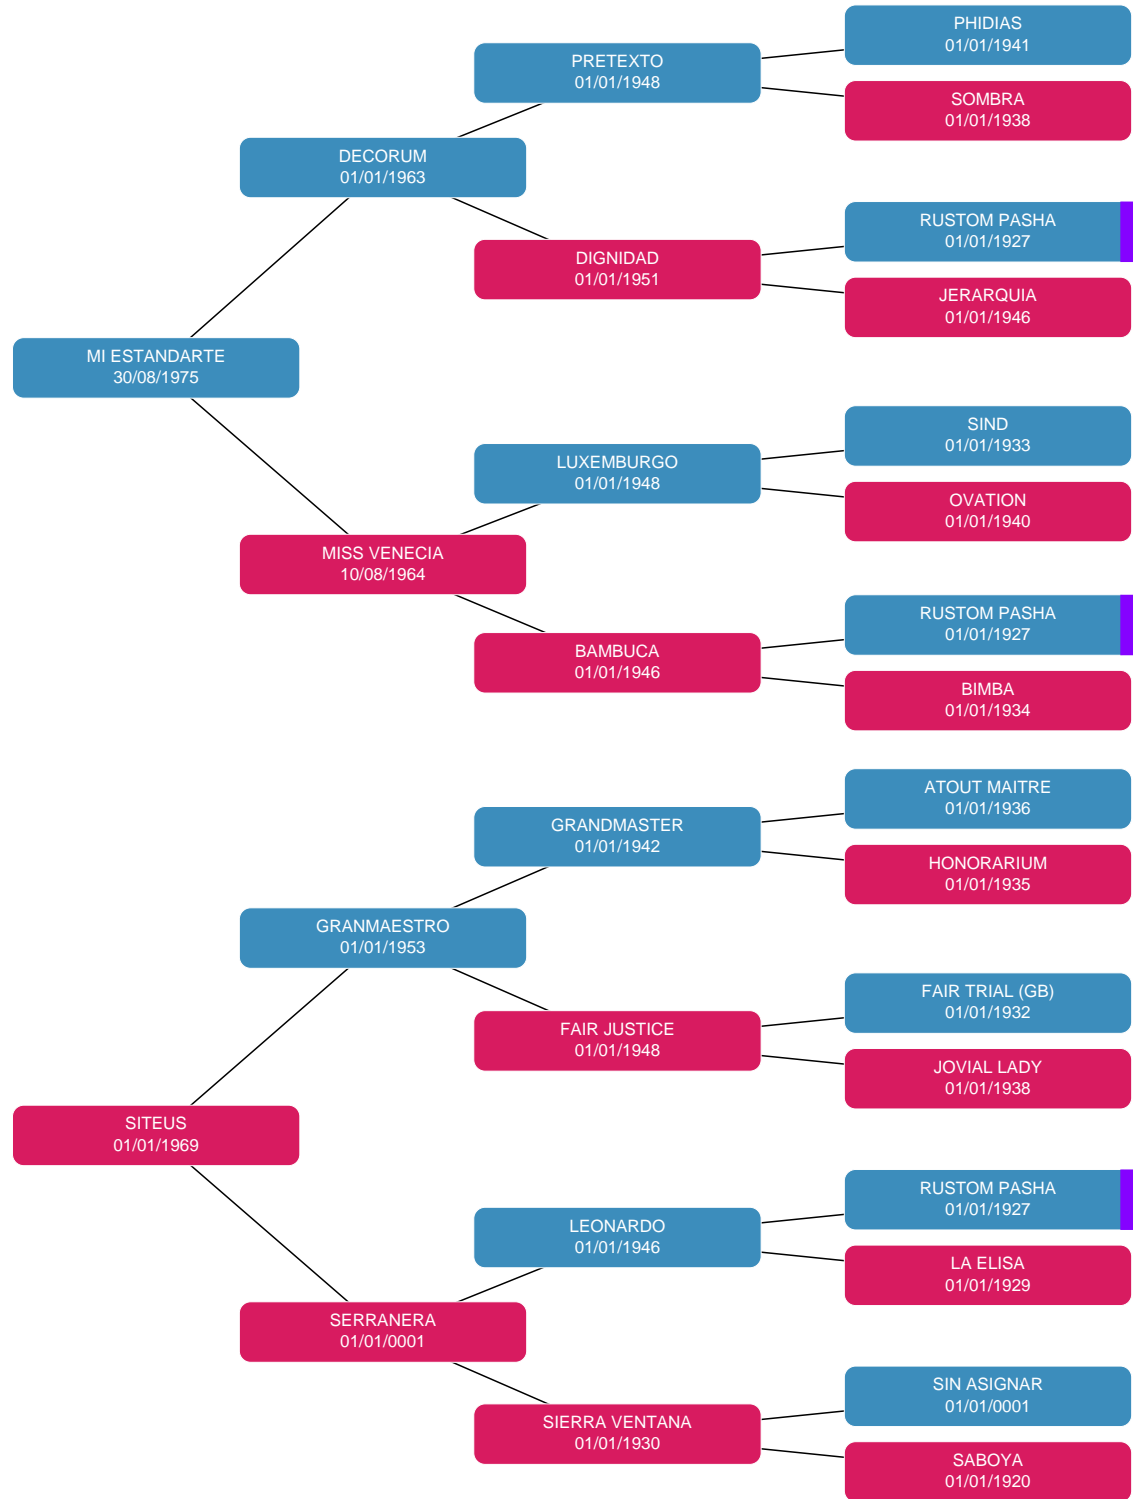 PHIDIAS
01/01/1941
PRETEXTO
01/01/1948
SOMBRA
01/01/1938
DECORUM
01/01/1963
RUSTOM PASHA
01/01/1927
DIGNIDAD
01/01/1951
JERARQUIA
01/01/1946
MI ESTANDARTE
30/08/1975
SIND
01/01/1933
LUXEMBURGO
01/01/1948
OVATION
01/01/1940
MISS VENECIA
10/08/1964
RUSTOM PASHA
01/01/1927
BAMBUCA
01/01/1946
BIMBA
01/01/1934
ATOUT MAITRE
01/01/1936
GRANDMASTER
01/01/1942
HONORARIUM
01/01/1935
GRANMAESTRO
01/01/1953
FAIR TRIAL (GB)
01/01/1932
FAIR JUSTICE
01/01/1948
JOVIAL LADY
01/01/1938
SITEUS
01/01/1969
RUSTOM PASHA
01/01/1927
LEONARDO
01/01/1946
LA ELISA
01/01/1929
SERRANERA
01/01/0001
SIN ASIGNAR
01/01/0001
SIERRA VENTANA
01/01/1930
SABOYA
01/01/1920